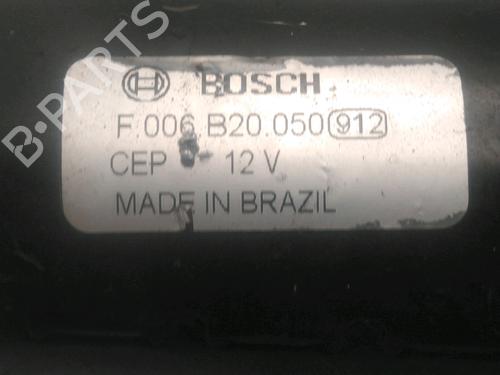 BOSCH
F 006 B20 050 912
CEP - 12 V
MADE IN BRAZIL
B-PARTS